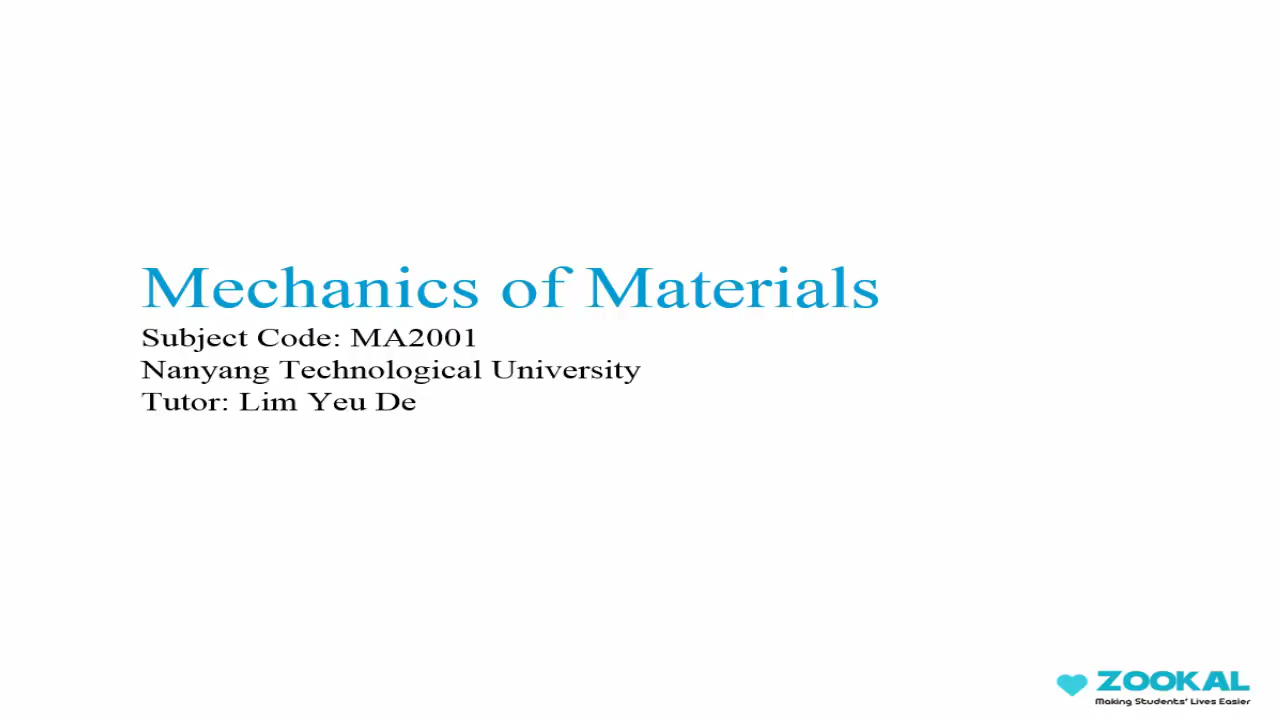 Mechanics of Materials
Subject Code: MA2001
Nanyang Technological University
Tutor: Lim Yeu De
ZOOKAL
Making Students' Lives Easier